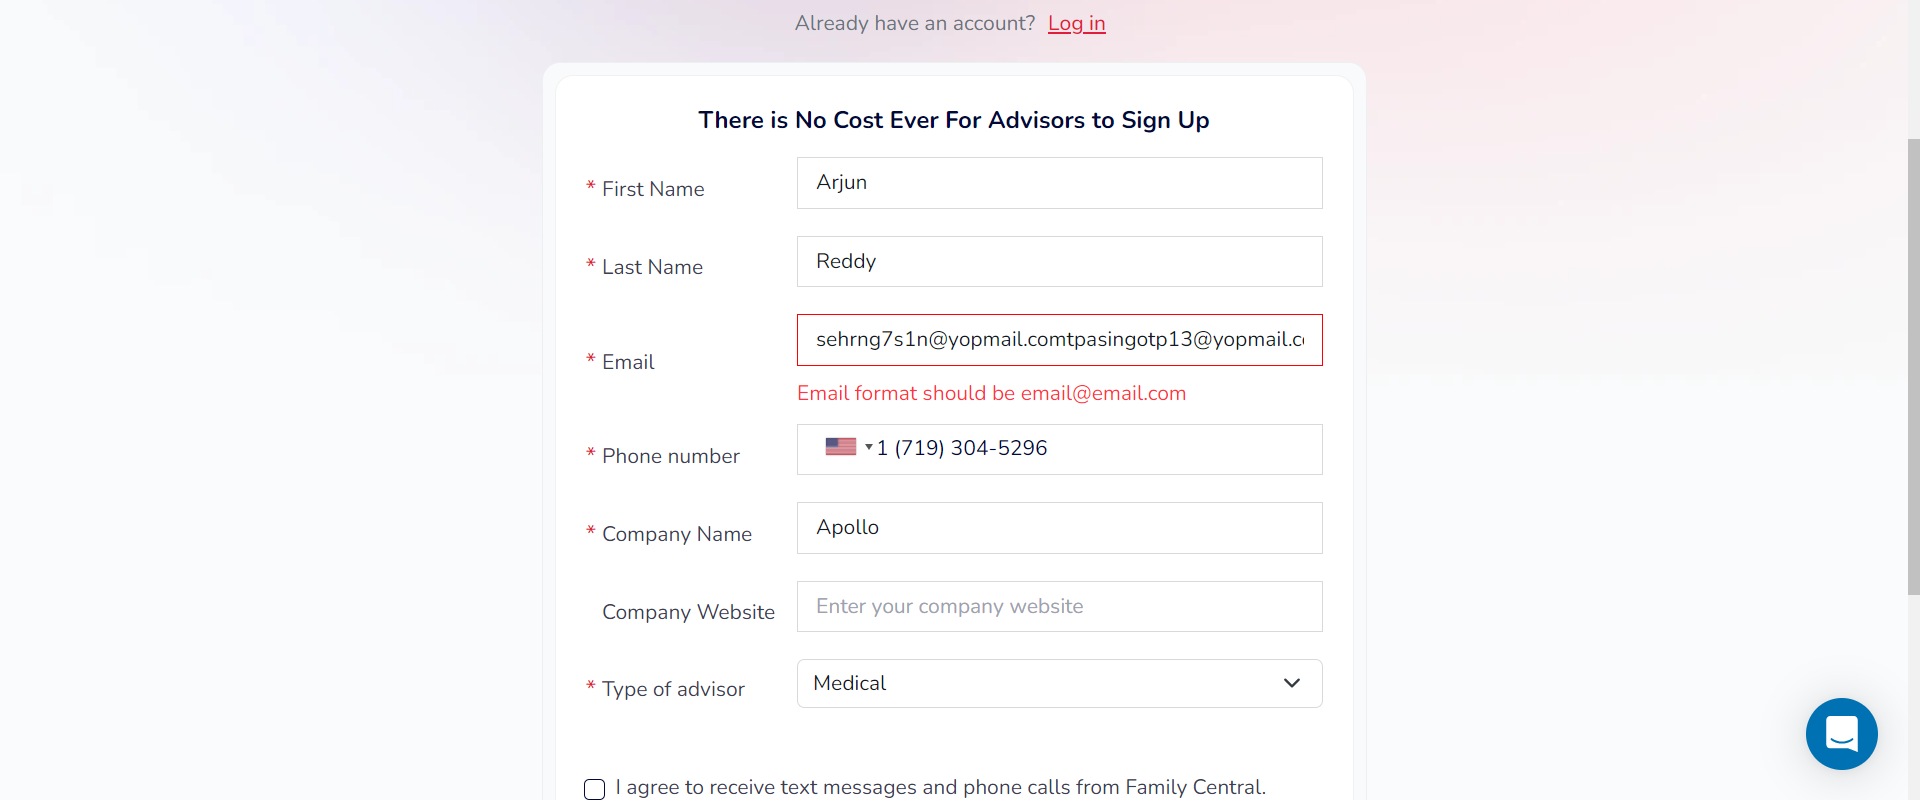 Already have an account? Log in
There is No Cost Ever For Advisors to Sign Up
* First Name
Arjun
* Last Name
Reddy
* Email
sehrng7s1n@yopmail.comtpasingotp13@yopmail.c
Email format should be email@email.com
* Phone number
1 (719) 304-5296
* Company Name
Apollo
Company Website
Enter your company website
* Type of advisor
Medical
I agree to receive text messages and phone calls from Family Central.